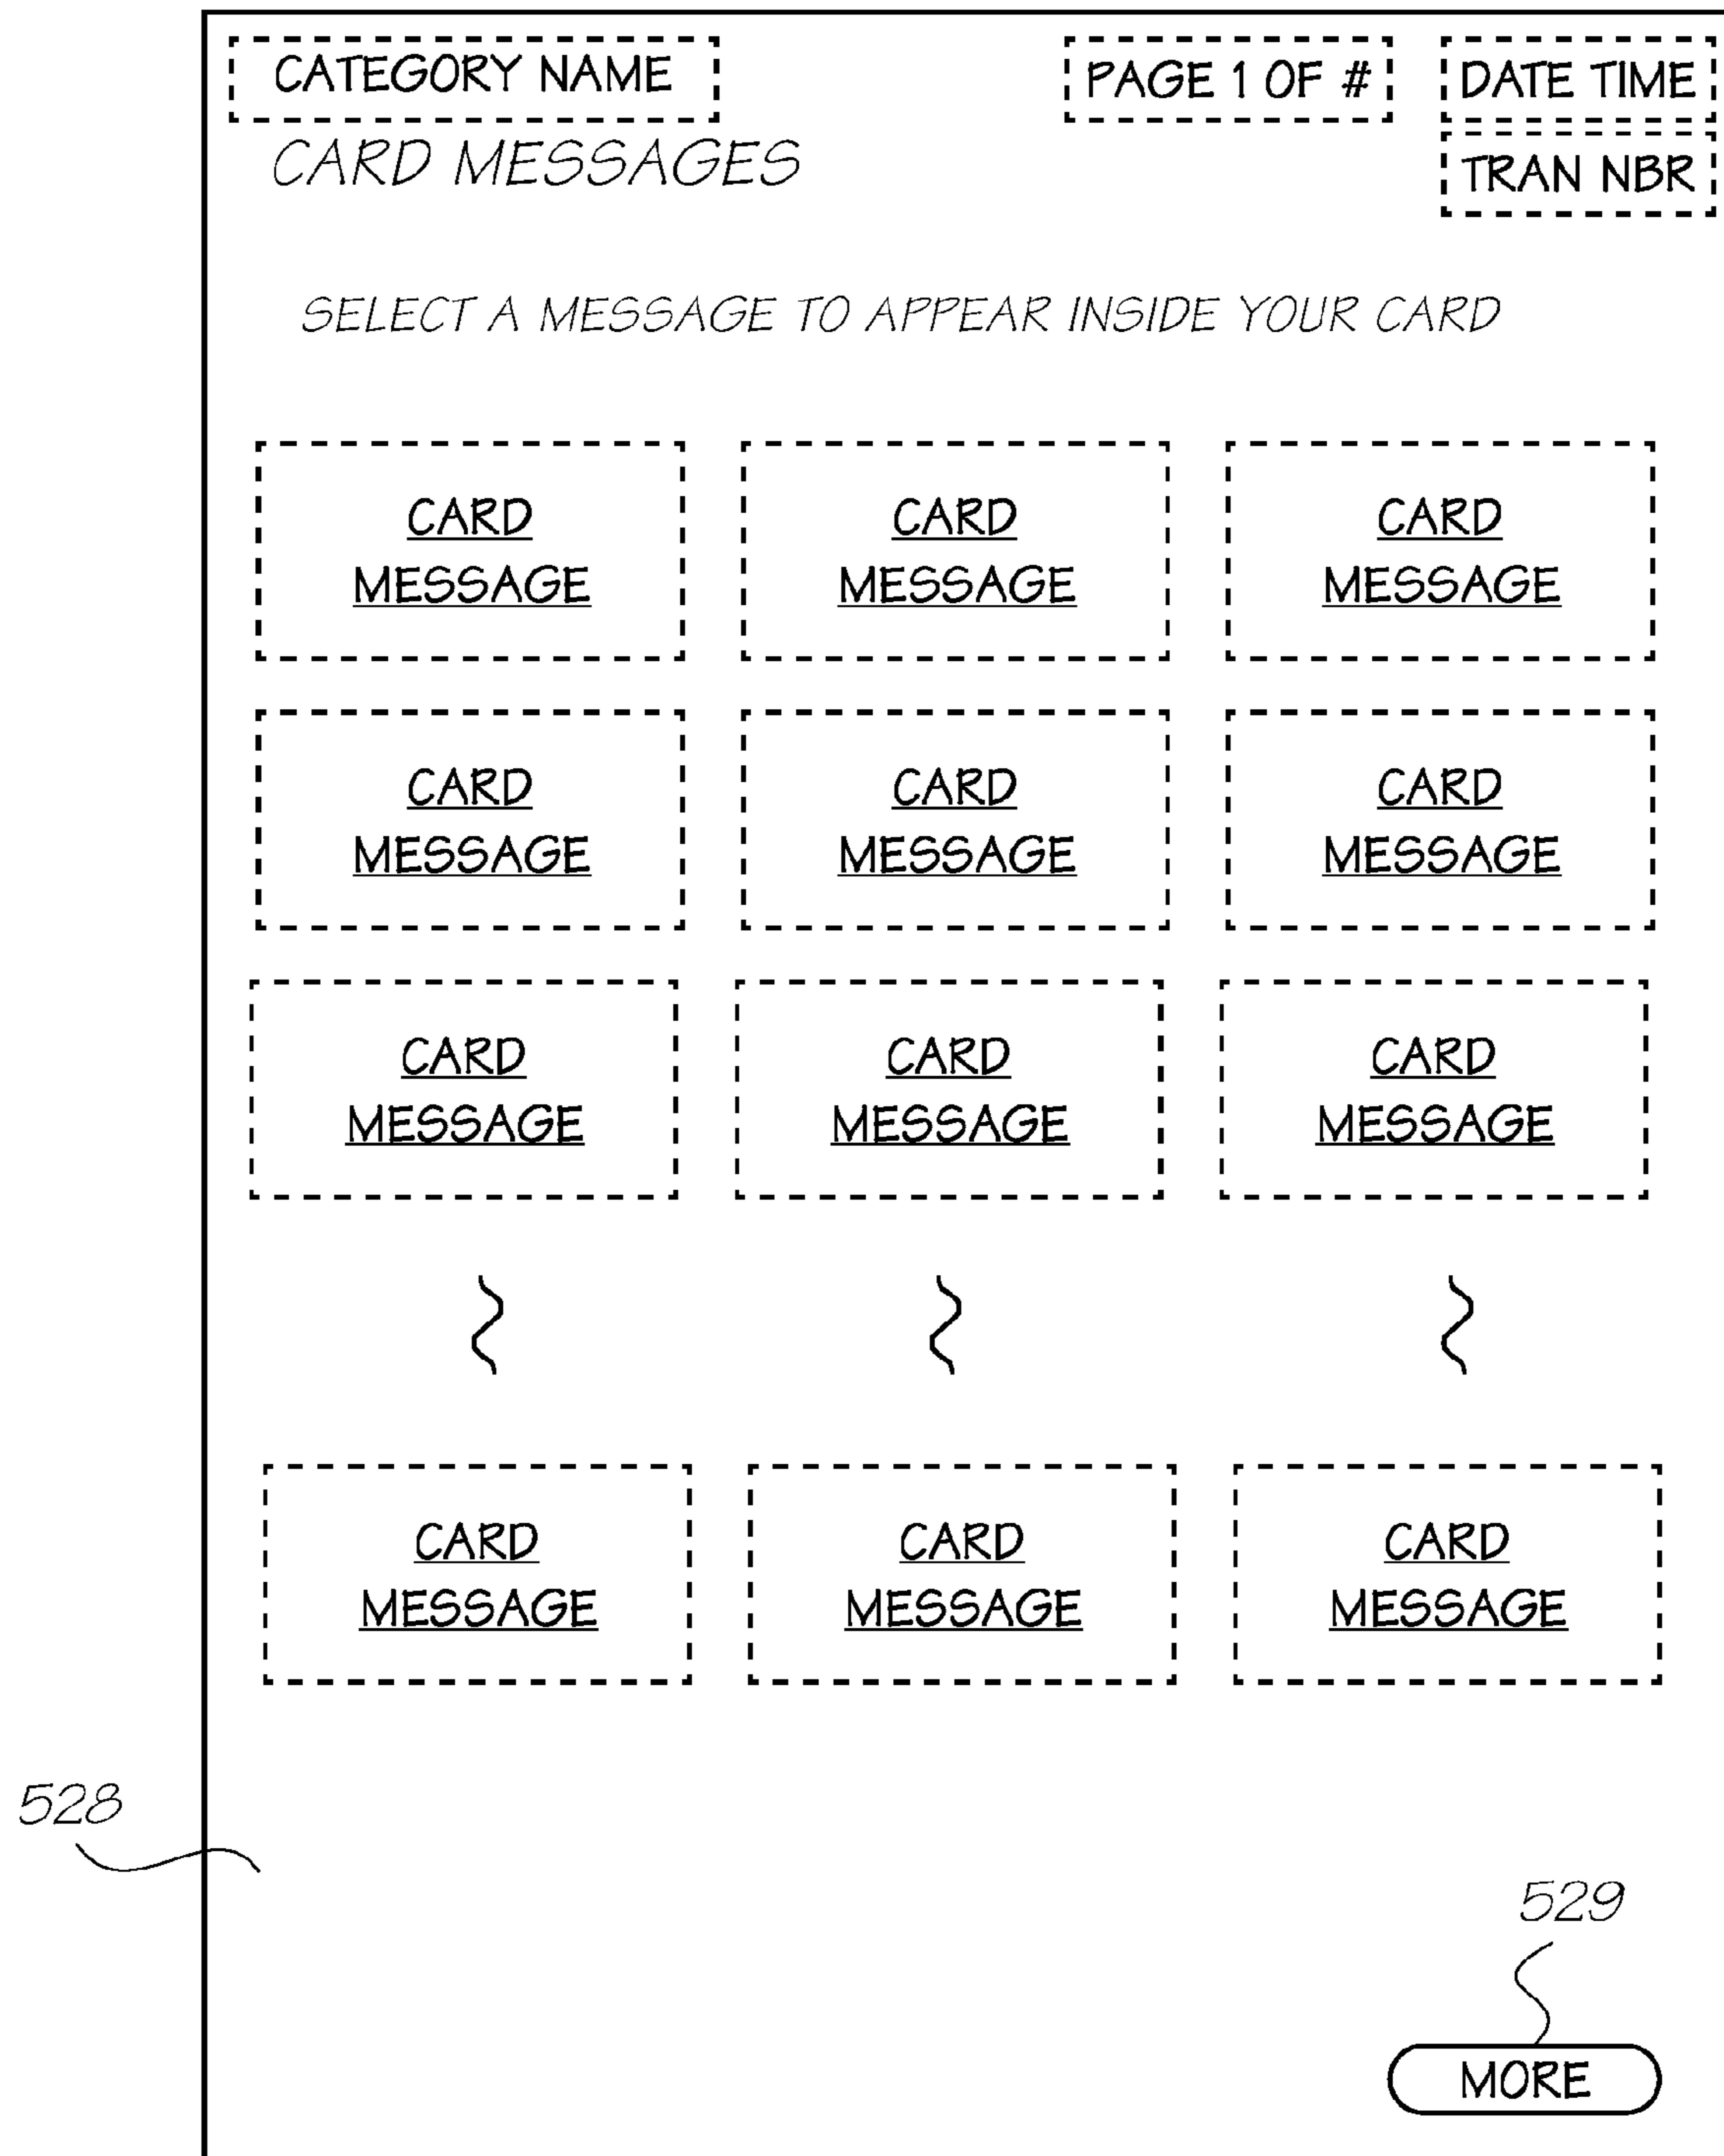 CATEGORY NAME PAGE 1 OF # DATE TIME
CARD MESSAGES TRAN NBR
SELECT A MESSAGE TO APPEAR INSIDE YOUR CARD
CARD CARD CARD
MESSAGE MESSAGE MESSAGE
CARD CARD CARD
MESSAGE MESSAGE MESSAGE
CARD CARD CARD
MESSAGE MESSAGE MESSAGE
CARD CARD CARD
MESSAGE MESSAGE MESSAGE
528
529
MORE